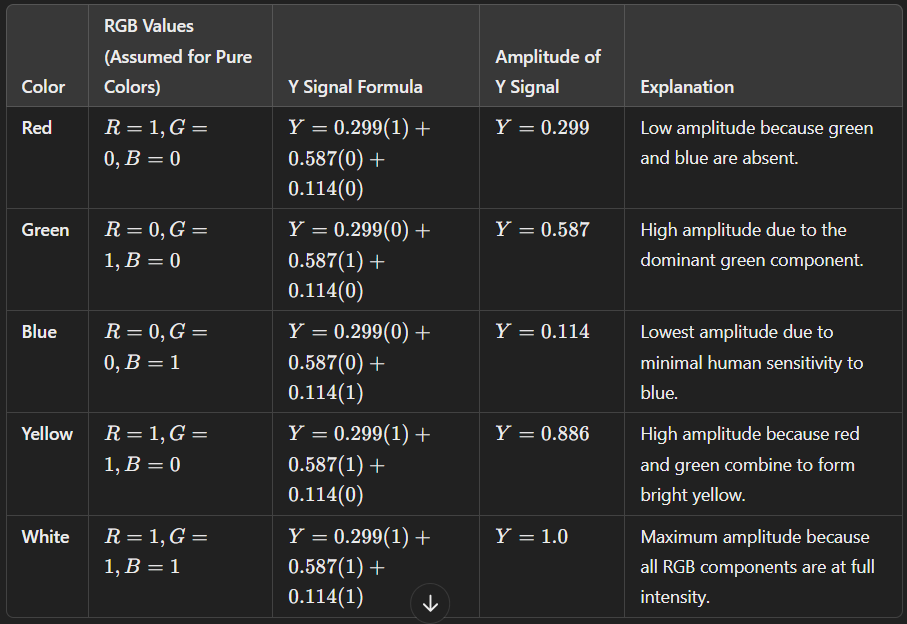 Color
RGB Values
(Assumed for Pure
Colors)
Y Signal Formula
Amplitude of
Y Signal
Explanation
Red
R = 1, G =
0, B = 0
Y = 0.299(1) +
0.587(0) +
0.114(0)
Y = 0.299
Low amplitude because green
and blue are absent.
Green
R = 0, G =
1, B = 0
Y = 0.299(0) +
0.587(1) +
0.114(0)
Y = 0.587
High amplitude due to the
dominant green component.
Blue
R = 0, G =
0, B = 1
Y = 0.299(0) +
0.587(0) +
0.114(1)
Y = 0.114
Lowest amplitude due to
minimal human sensitivity to
blue.
Yellow
R = 1, G =
1, B = 0
Y = 0.299(1) +
0.587(1) +
0.114(0)
Y = 0.886
High amplitude because red
and green combine to form
bright yellow.
White
R = 1, G =
1, B = 1
Y = 0.299(1) +
0.587(1) +
0.114(1)
Y = 1.0
Maximum amplitude because
all RGB components are at full
intensity.